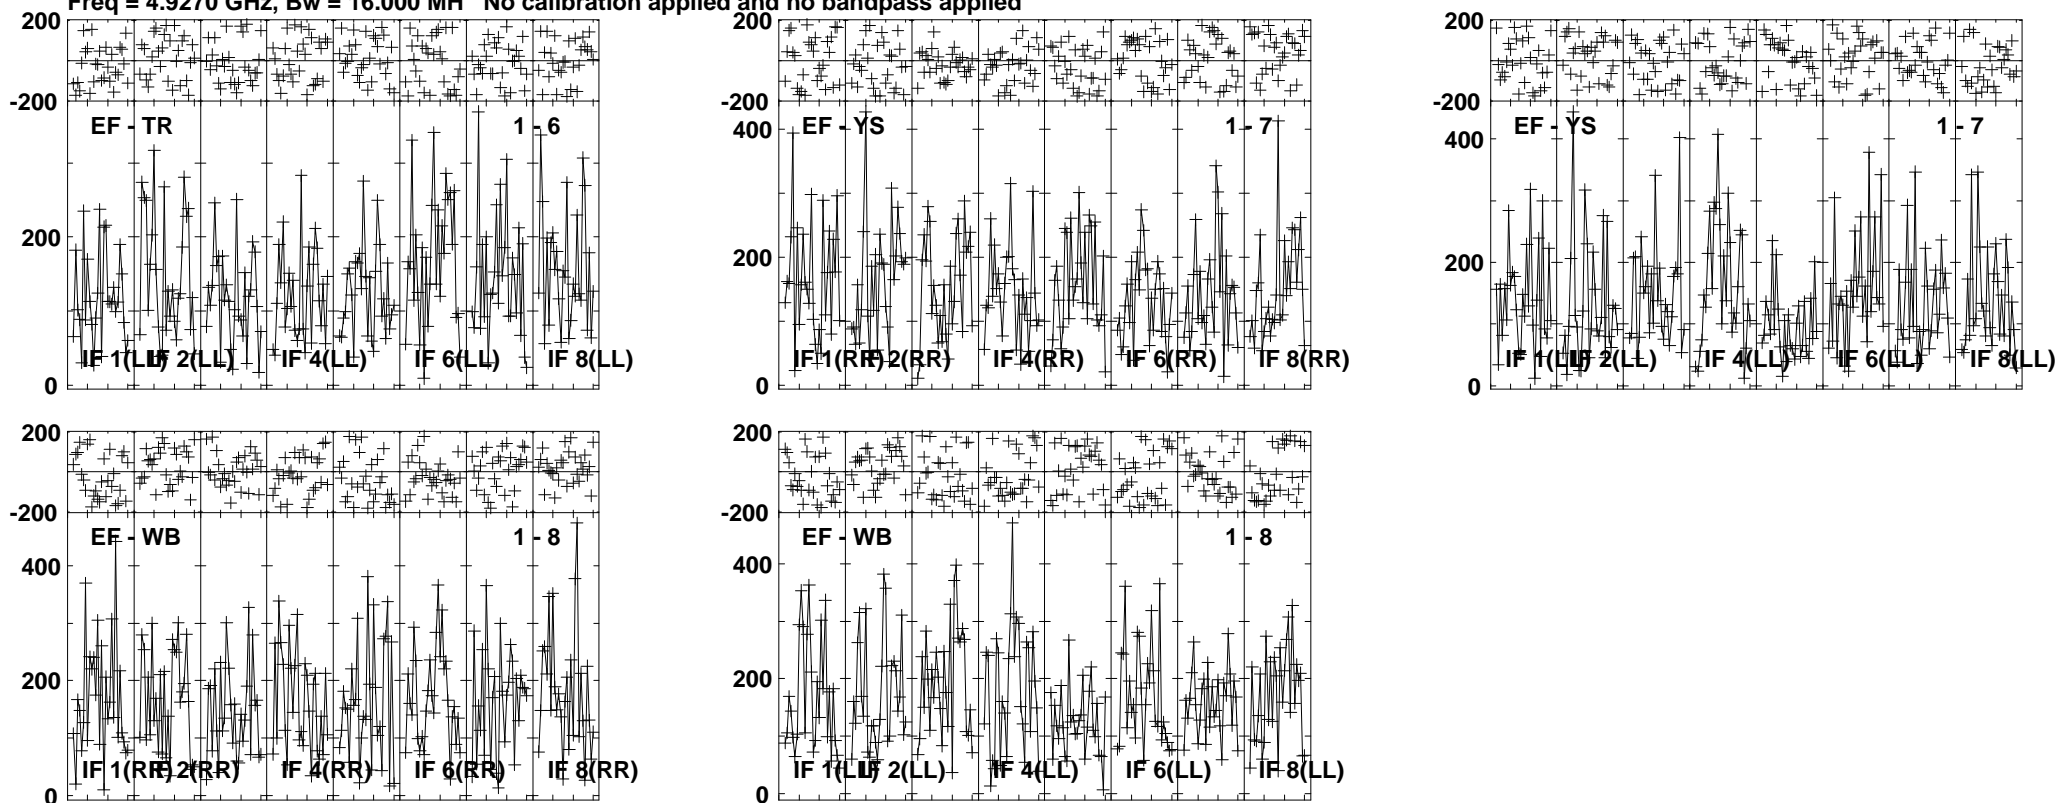 Freq = 4.9270 GHz, Bw = 16.000 MH No calibration applied and no bandpass applied
200
-200
EF - TR 1 - 6
200
0
IF 1(LL) IF 2(LL) IF 4(LL) IF 6(LL) IF 8(LL)
200
-200
EF - YS 1 - 7
400
200
0
IF 1(RR) IF 2(RR) IF 4(RR) IF 6(RR) IF 8(RR)
200
-200
EF - YS 1 - 7
400
200
0
IF 1(LL) IF 2(LL) IF 4(LL) IF 6(LL) IF 8(LL)
200
-200
EF - WB 1 - 8
400
200
0
IF 1(RR) IF 2(RR) IF 4(RR) IF 6(RR) IF 8(RR)
200
-200
EF - WB 1 - 8
400
200
0
IF 1(LL) IF 2(LL) IF 4(LL) IF 6(LL) IF 8(LL)